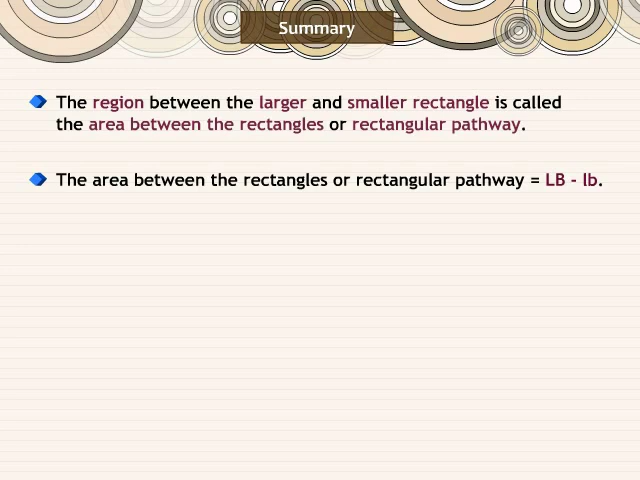 Summary
The region between the larger and smaller rectangle is called
the area between the rectangles or rectangular pathway.
The area between the rectangles or rectangular pathway = LB - lb.